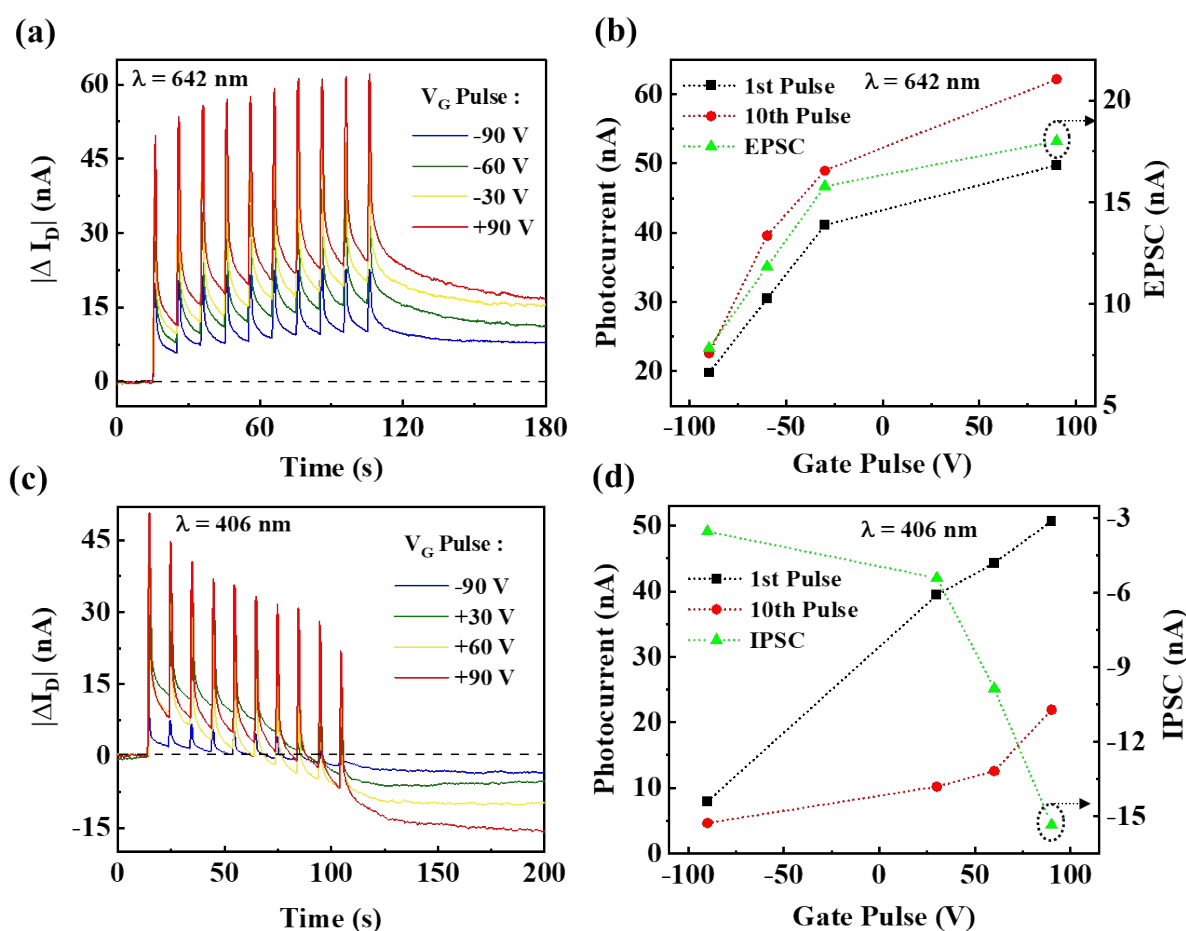 (a)
λ = 642 nm
V_G Pulse :
-90 V
-60 V
-30 V
+90 V
|Δ I_D| (nA)
60
45
30
15
0
0 60 120 180
Time (s)
(b)
1st Pulse
10th Pulse
EPSC
λ = 642 nm
Photocurrent (nA)
60
50
40
30
20
EPSC (nA)
20
15
10
5
-100 -50 0 50 100
Gate Pulse (V)
(c)
λ = 406 nm
V_G Pulse :
-90 V
+30 V
+60 V
+90 V
|ΔI_D| (nA)
45
30
15
0
-15
0 50 100 150 200
Time (s)
(d)
λ = 406 nm
1st Pulse
10th Pulse
IPSC
Photocurrent (nA)
50
40
30
20
10
0
IPSC (nA)
-3
-6
-9
-12
-15
-100 -50 0 50 100
Gate Pulse (V)